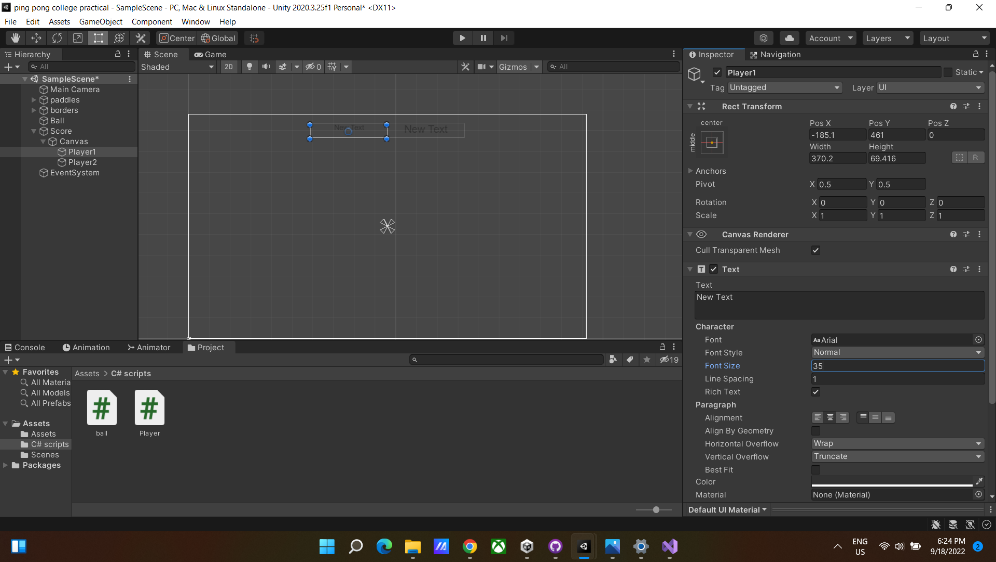 ping pong college practical - SampleScene - PC, Mac & Linux Standalone - Unity 2020.3.25f1 Personal* <DX11>
File Edit Assets GameObject Component Window Help
Center Global
Account Layers Layout
Hierarchy
All
SampleScene*
Main Camera
paddles
borders
Ball
Score
Canvas
Player1
Player2
EventSystem
Scene Game
Shaded 2D 0 Gizmos All
New Text
Inspector Navigation
Player1 Static
Tag Untagged Layer UI
Rect Transform
center
middle
Pos X Pos Y Pos Z
-185.1 461 0
Width Height
370.2 69.416
R
Anchors
Pivot X 0.5 Y 0.5
Rotation X 0 Y 0 Z 0
Scale X 1 Y 1 Z 1
Canvas Renderer
Cull Transparent Mesh
Text
Text
New Text
Character
Font Arial
Font Style Normal
Font Size 35
Line Spacing 1
Rich Text
Paragraph
Alignment
Align By Geometry
Horizontal Overflow Wrap
Vertical Overflow Truncate
Best Fit
Color
Material None (Material)
Default UI Material
Console Animation Animator Project
19
Favorites
All Materia
All Models
All Prefabs
Assets
Assets
C# scripts
Scenes
Packages
Assets > C# scripts
ball Player
ENG
US
6:24 PM
9/18/2022
2